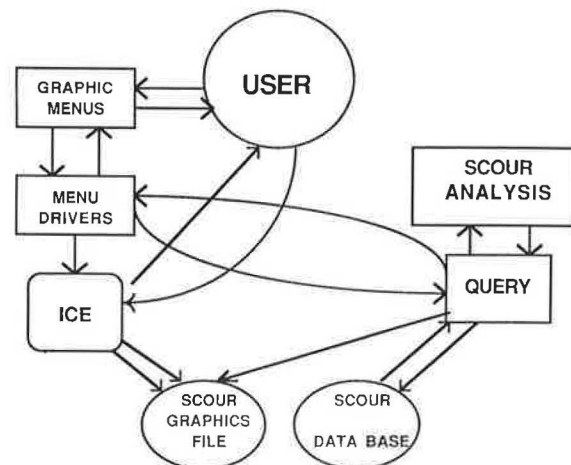 USER
GRAPHIC
MENUS
SCOUR
ANALYSIS
MENU
DRIVERS
QUERY
ICE
SCOUR
GRAPHICS
FILE
SCOUR
DATA BASE